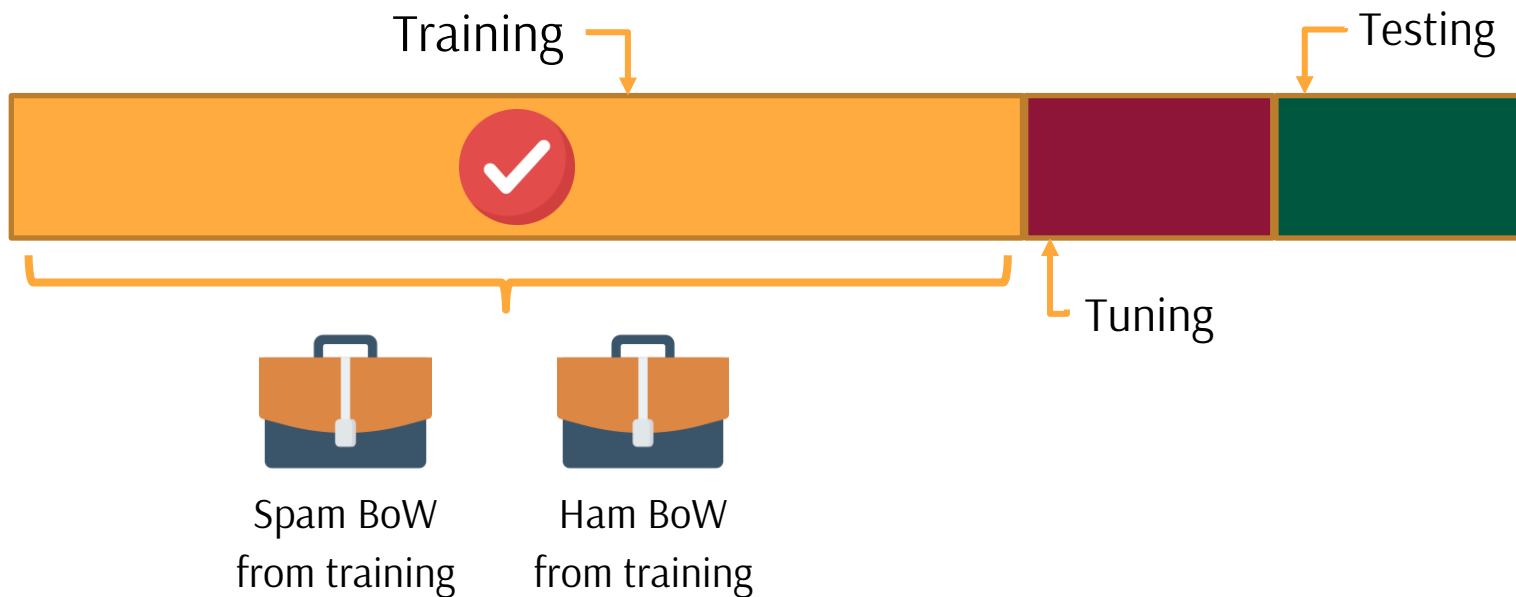 Training
Testing
Tuning
Spam BoW
from training
Ham BoW
from training